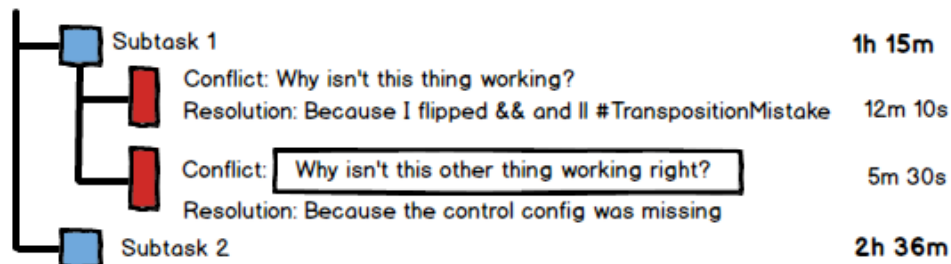 Subtask 1 1h 15m
Conflict: Why isn't this thing working?
Resolution: Because I flipped && and || #TranspositionMistake 12m 10s
Conflict: Why isn't this other thing working right? 5m 30s
Resolution: Because the control config was missing
Subtask 2 2h 36m